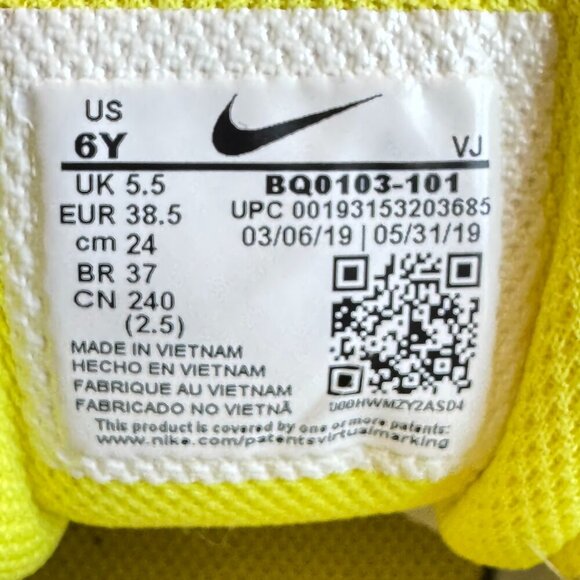 US
6Y
VJ
UK 5.5
BQ0103-101
EUR 38.5
UPC 00193153203685
cm 24
03/06/19 | 05/31/19
BR 37
CN 240
(2.5)
MADE IN VIETNAM
HECHO EN VIETNAM
FABRIQUE AU VIETNAM
FABRICADO NO VIETNÃ
000HWMZY2ASD4
This product is covered by one or more patents:
www.nike.com/patentsvirtualmarking